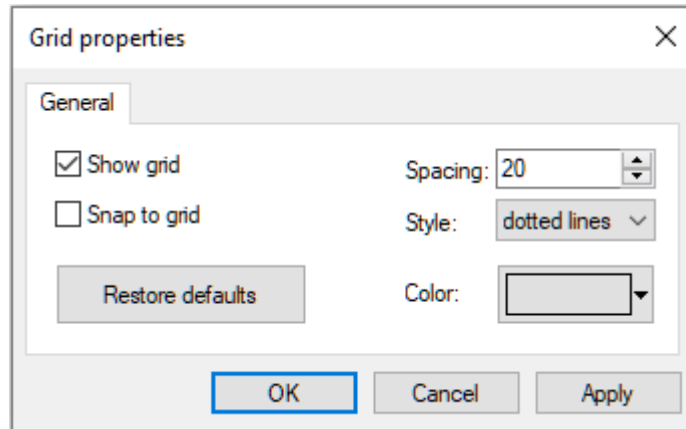 Grid properties
General
Show grid
Spacing: 20
Snap to grid
Style: dotted lines
Restore defaults
Color:
OK Cancel Apply